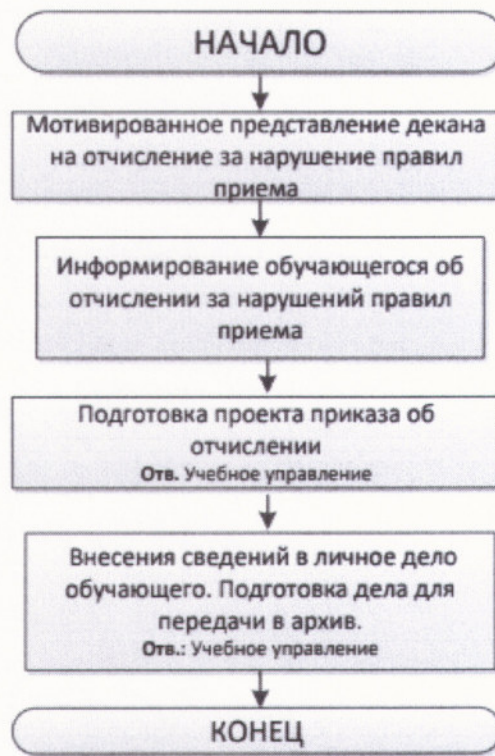 НАЧАЛО
Мотивированное представление декана
на отчисление за нарушение правил
приема
Информирование обучающегося об
отчислении за нарушений правил
приема
Подготовка проекта приказа об
отчислении
Отв. Учебное управление
Внесения сведений в личное дело
обучающего. Подготовка дела для
передачи в архив.
Отв.: Учебное управление
КОНЕЦ